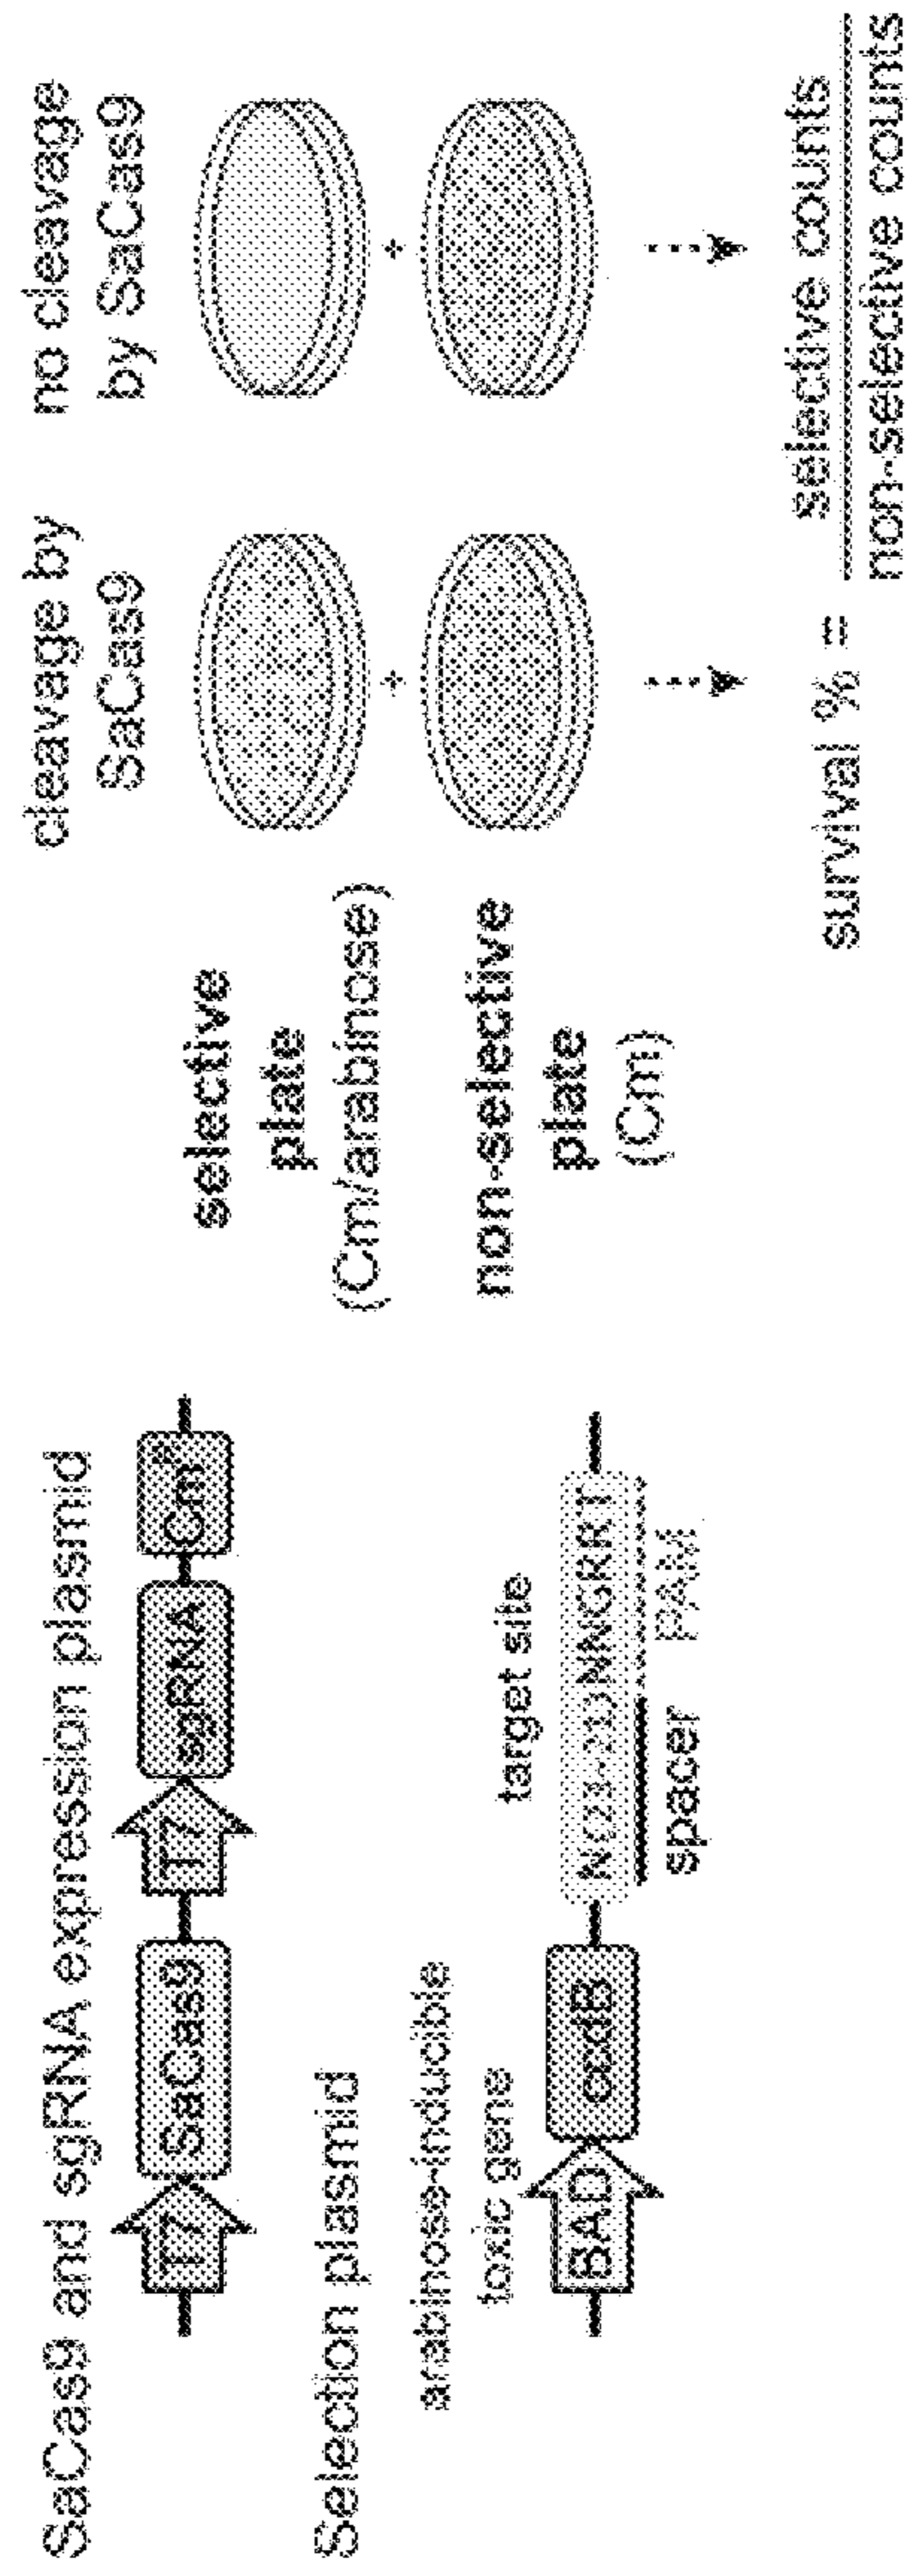 SaCas9 and sgRNA expression plasmid
T7
SaCas9
T7
sgRNA
Cm^R
Selection plasmid
arabinose-inducible
toxic gene
target site
BAD
ccdB
NNGRRT
spacer
PAM
cleavage by
SaCas9
no cleavage
by SaCas9
selective
plate
(Cm/arabinose)
+
+
non-selective
plate
(Cm)
survival % =
selective counts
non-selective counts